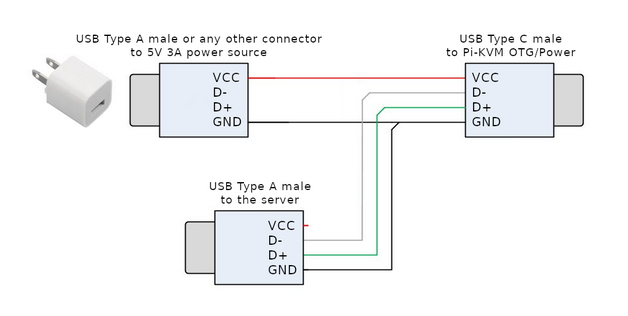 USB Type A male or any other connector
to 5V 3A power source
USB Type C male
to Pi-KVM OTG/Power
VCC
D-
D+
GND
VCC
D-
D+
GND
USB Type A male
to the server
VCC
D-
D+
GND